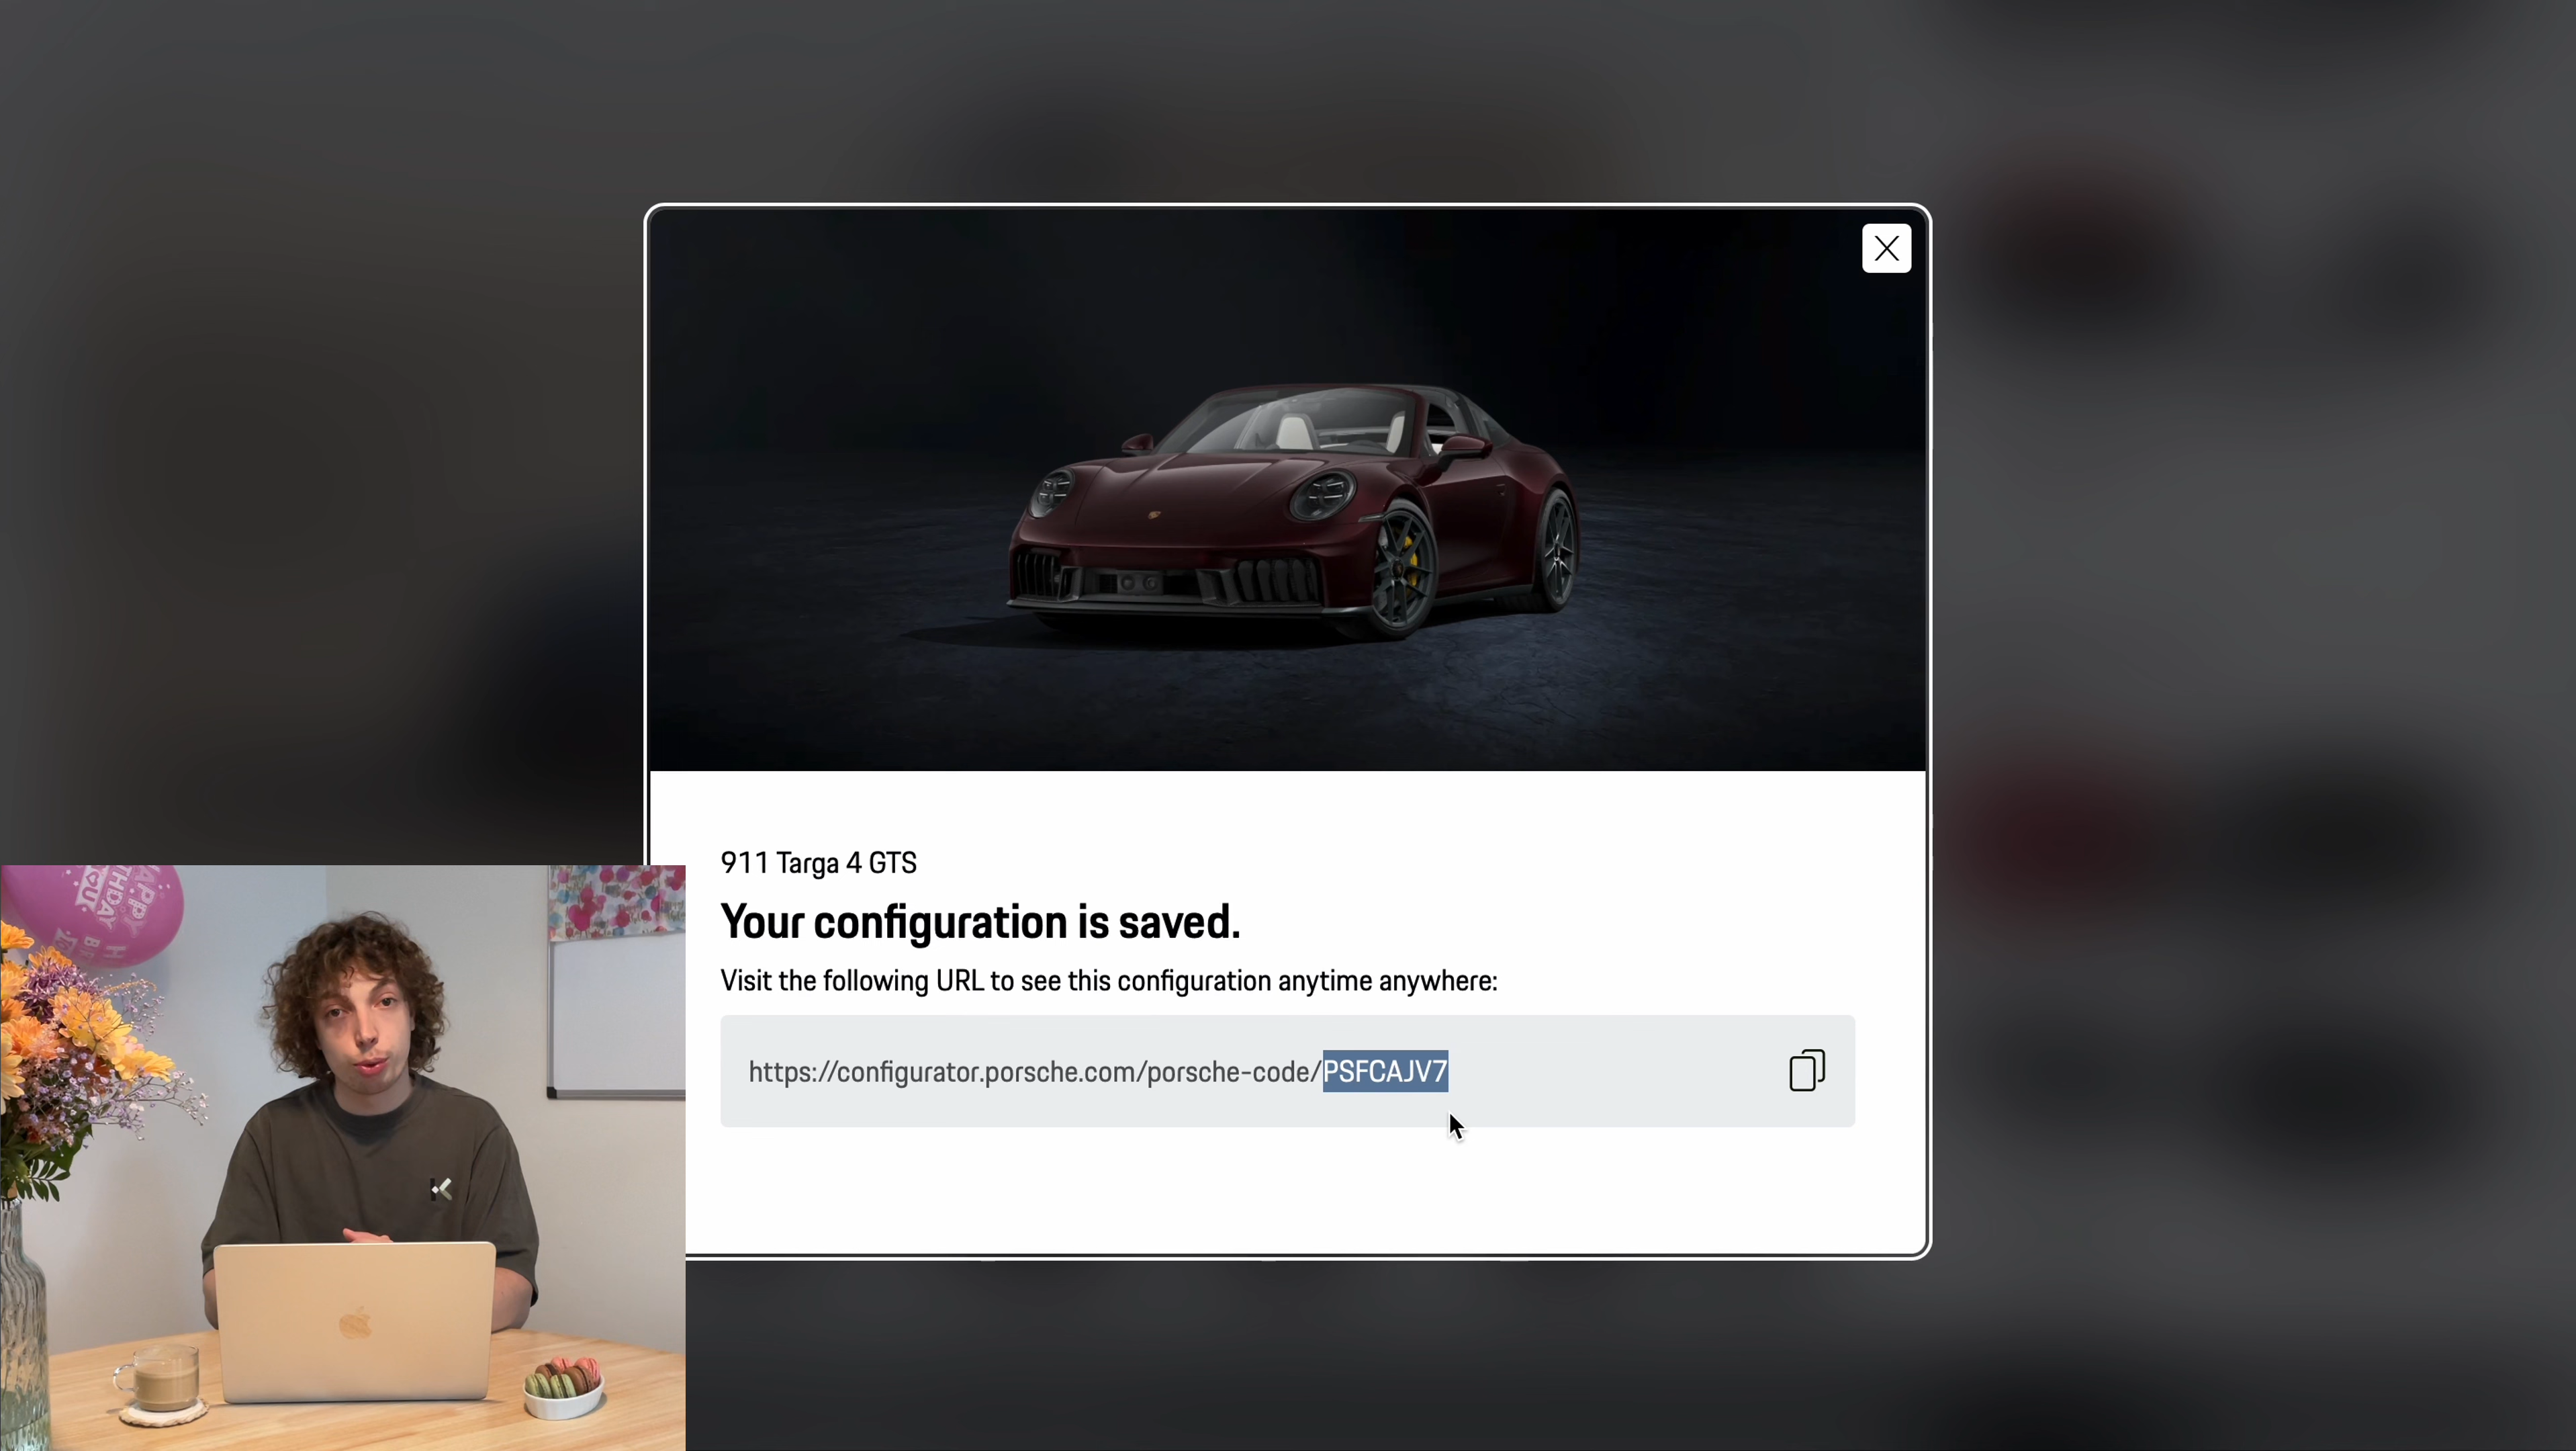 911 Targa 4 GTS
Your configuration is saved.
Visit the following URL to see this configuration anytime anywhere:
https://configurator.porsche.com/porsche-code/PSFCAJV7